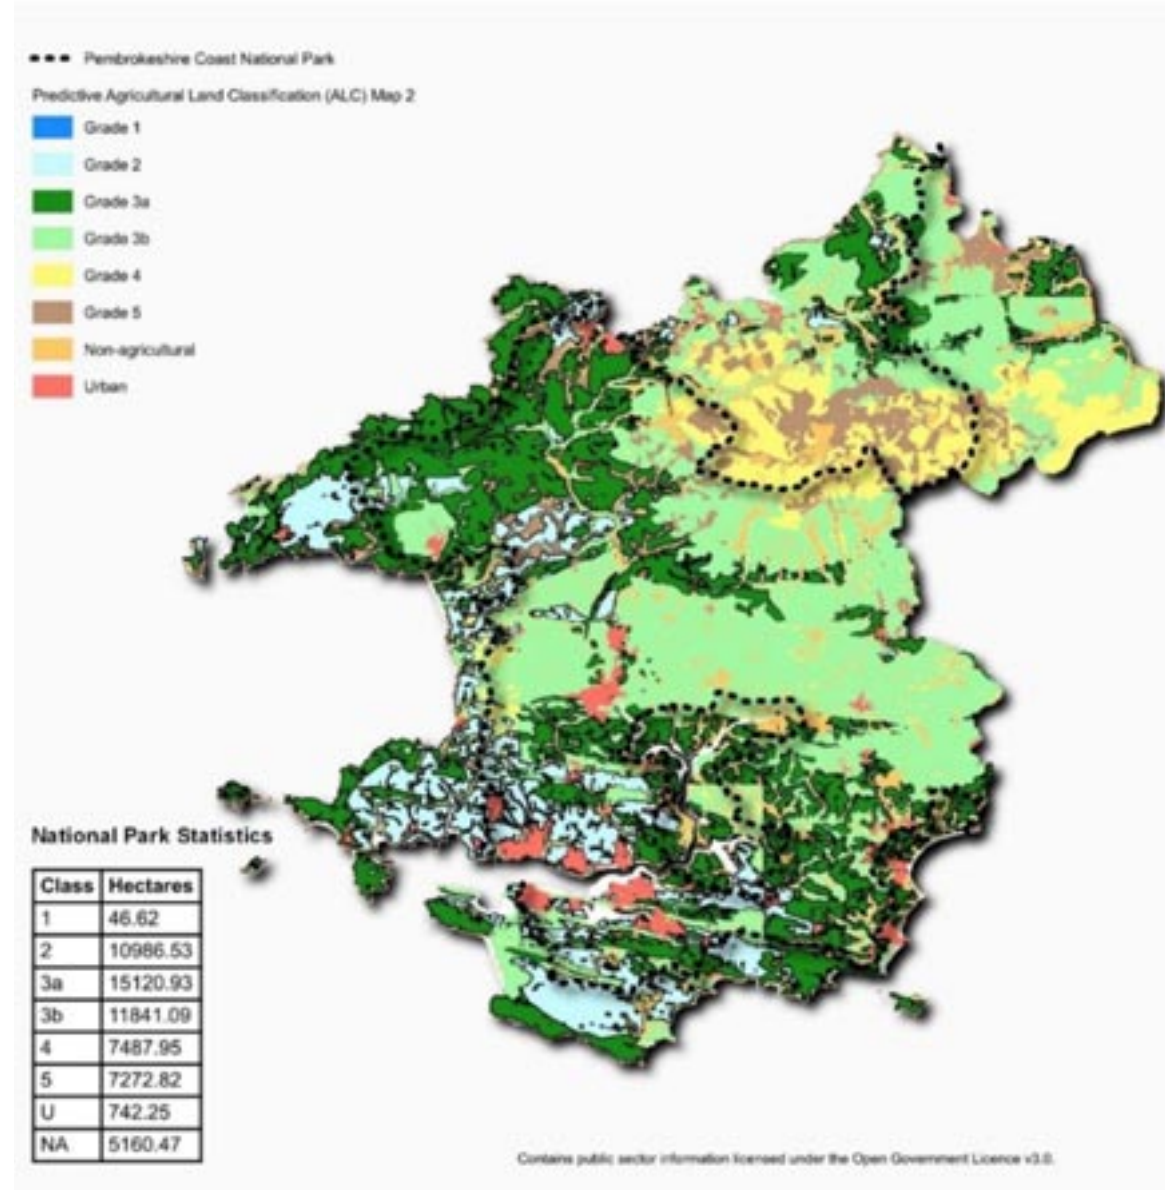 Pembrokeshire Coast National Park
Predictive Agricultural Land Classification (ALC) Map 2
Grade 1
Grade 2
Grade 3a
Grade 3b
Grade 4
Grade 5
Non-agricultural
Urban
National Park Statistics
Class Hectares
1 46.62
2 10986.53
3a 15120.93
3b 11841.09
4 7487.95
5 7272.82
U 742.25
NA 5160.47
Contains public sector information licensed under the Open Government Licence v3.0.